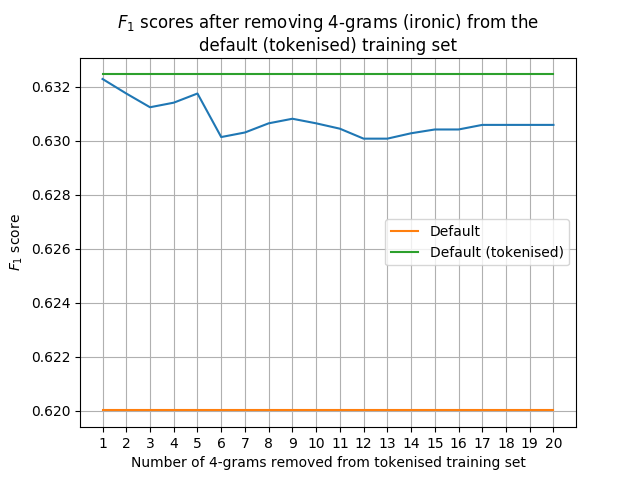 F₁ scores after removing 4-grams (ironic) from the
default (tokenised) training set
0.632
0.630
0.628
0.626
0.624
0.622
0.620
F₁ score
Default
Default (tokenised)
1 2 3 4 5 6 7 8 9 10 11 12 13 14 15 16 17 18 19 20
Number of 4-grams removed from tokenised training set